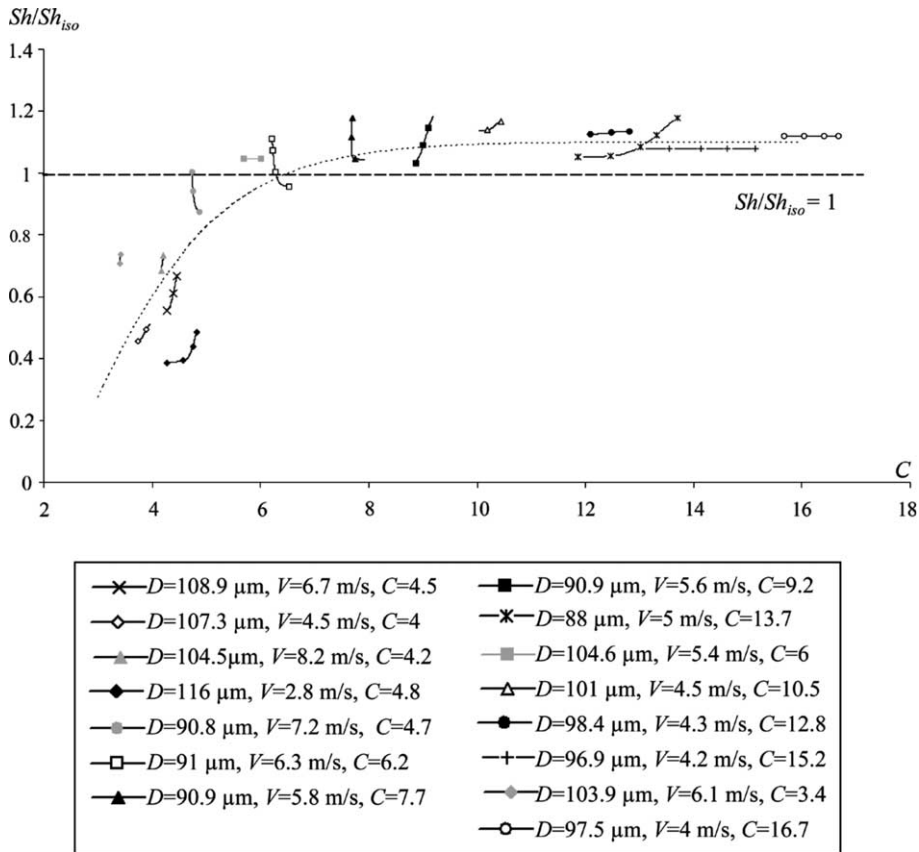 Sh/Sh_iso
1.4
1.2
1
0.8
0.6
0.4
0.2
0
Sh/Sh_iso = 1
C
2 4 6 8 10 12 14 16 18
D=108.9 µm, V=6.7 m/s, C=4.5
D=107.3 µm, V=4.5 m/s, C=4
D=104.5µm, V=8.2 m/s, C=4.2
D=116 µm, V=2.8 m/s, C=4.8
D=90.8 µm, V=7.2 m/s, C=4.7
D=91 µm, V=6.3 m/s, C=6.2
D=90.9 µm, V=5.8 m/s, C=7.7
D=90.9 µm, V=5.6 m/s, C=9.2
D=88 µm, V=5 m/s, C=13.7
D=104.6 µm, V=5.4 m/s, C=6
D=101 µm, V=4.5 m/s, C=10.5
D=98.4 µm, V=4.3 m/s, C=12.8
D=96.9 µm, V=4.2 m/s, C=15.2
D=103.9 µm, V=6.1 m/s, C=3.4
D=97.5 µm, V=4 m/s, C=16.7